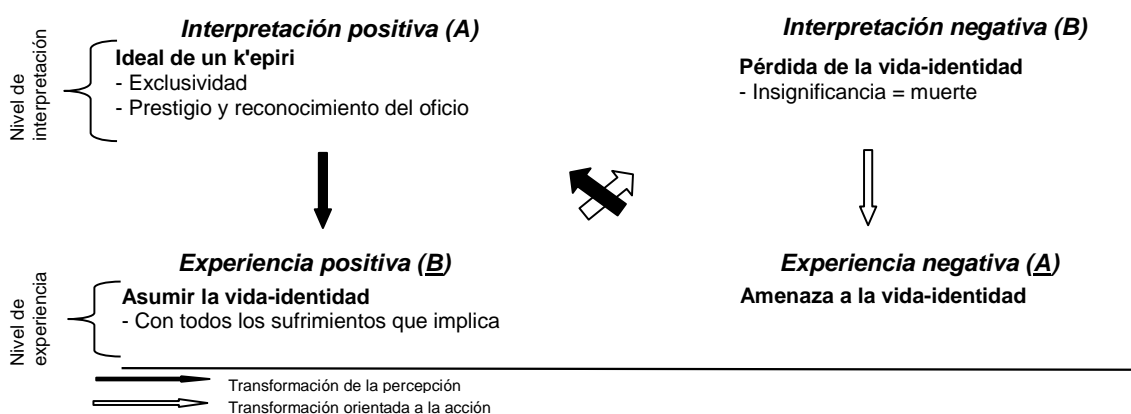 Interpretación positiva (A)
Interpretación negativa (B)
Nivel de
interpretación
Ideal de un k'epiri
- Exclusividad
- Prestigio y reconocimiento del oficio
Pérdida de la vida-identidad
- Insignificancia = muerte
Experiencia positiva (B)
Experiencia negativa (A)
Nivel de
experiencia
Asumir la vida-identidad
- Con todos los sufrimientos que implica
Amenaza a la vida-identidad
Transformación de la percepción
Transformación orientada a la acción